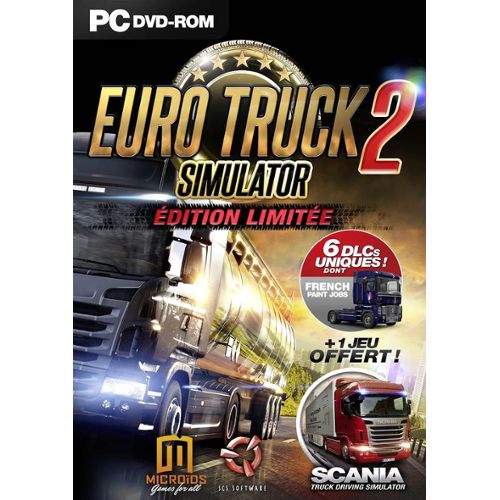 PC DVD-ROM
EURO TRUCK 2
SIMULATOR
ÉDITION LIMITÉE
6 DLCs
UNIQUES !
DONT
FRENCH
PAINT JOBS
+ 1 JEU
OFFERT !
MICROïDS
Games for all
SCS SOFTWARE
SCANIA
TRUCK DRIVING SIMULATOR